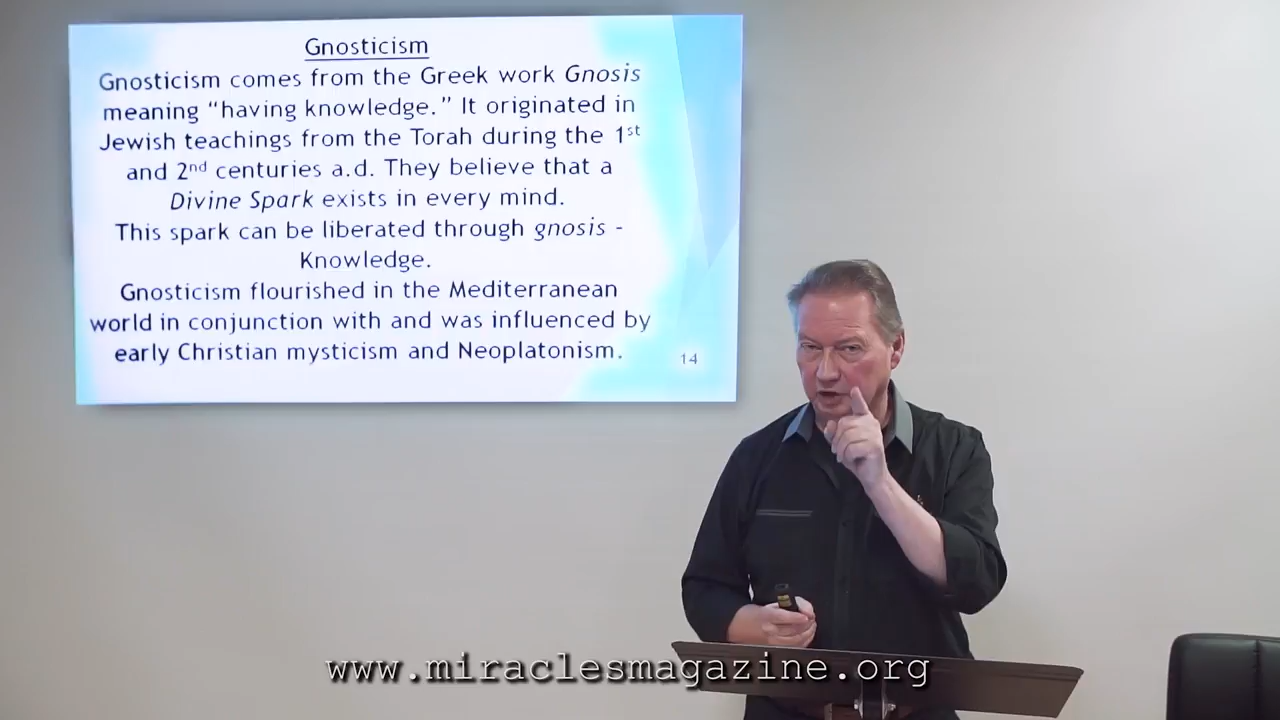 Gnosticism
Gnosticism comes from the Greek work Gnosis
meaning “having knowledge.” It originated in
Jewish teachings from the Torah during the 1st
and 2nd centuries a.d. They believe that a
Divine Spark exists in every mind.
This spark can be liberated through gnosis -
Knowledge.
Gnosticism flourished in the Mediterranean
world in conjunction with and was influenced by
early Christian mysticism and Neoplatonism.
14
www.miraclesmagazine.org